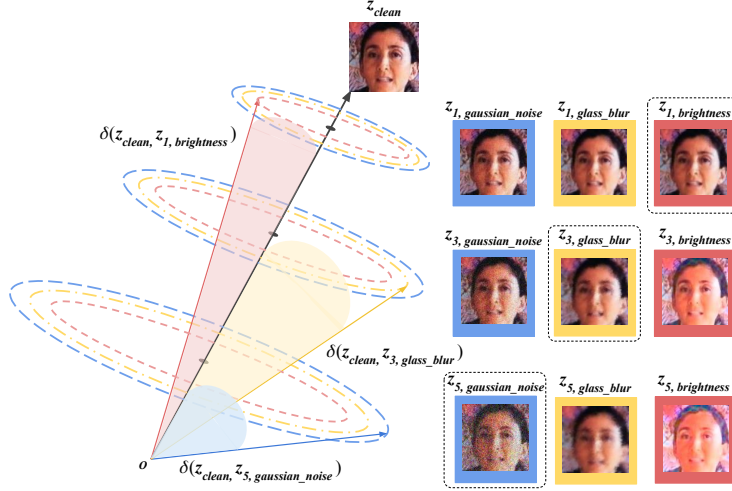 z_clean
z_1, gaussian_noise z_1, glass_blur z_1, brightness
δ(z_clean, z_1, brightness)
z_3, gaussian_noise z_3, glass_blur z_3, brightness
δ(z_clean, z_3, glass_blur)
z_5, gaussian_noise z_5, glass_blur z_5, brightness
o
δ(z_clean, z_5, gaussian_noise)